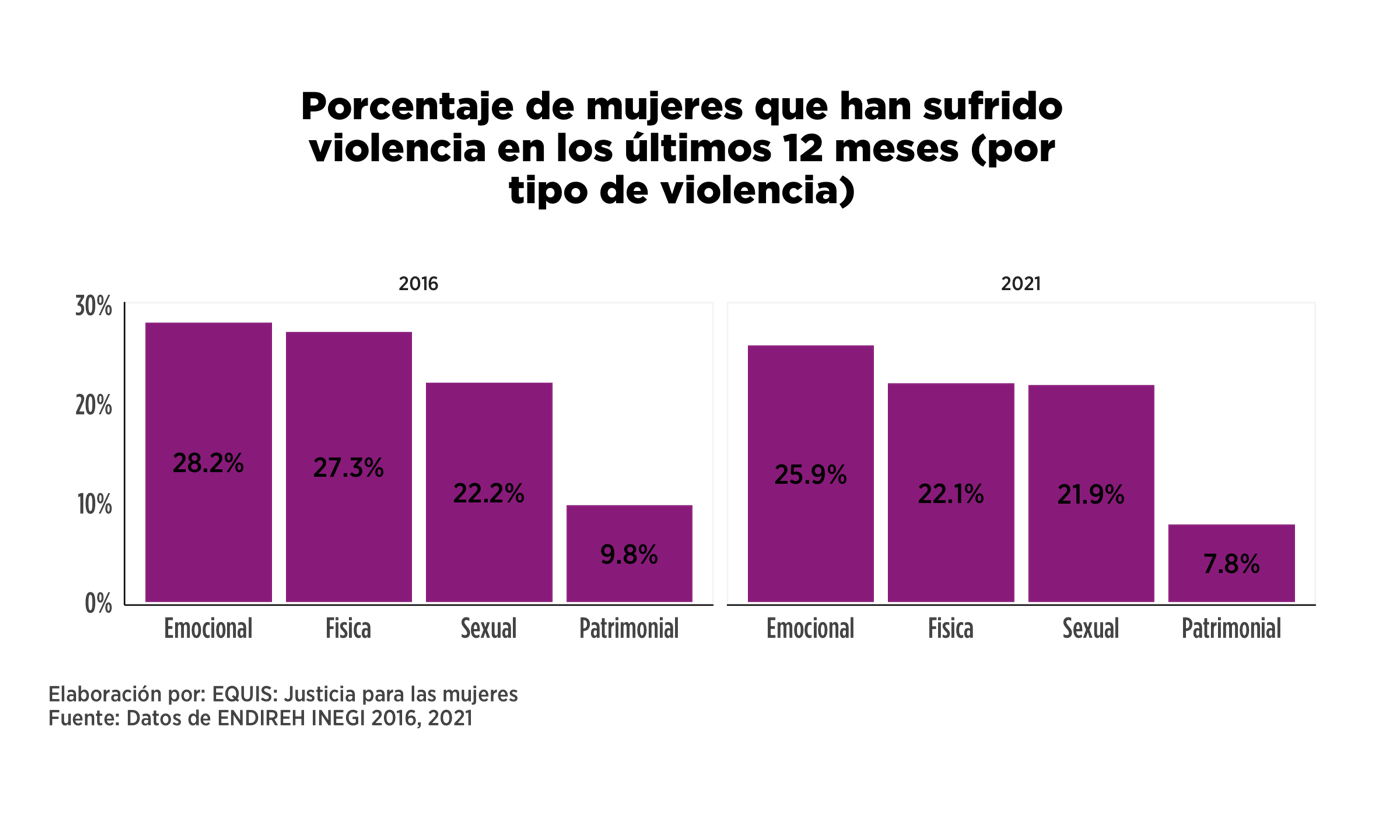 Porcentaje de mujeres que han sufrido
violencia en los últimos 12 meses (por
tipo de violencia)
2016
2021
30%
20%
10%
0%
28.2%
27.3%
22.2%
9.8%
25.9%
22.1%
21.9%
7.8%
Emocional
Fisica
Sexual
Patrimonial
Emocional
Fisica
Sexual
Patrimonial
Elaboración por: EQUIS: Justicia para las mujeres
Fuente: Datos de ENDIREH INEGI 2016, 2021